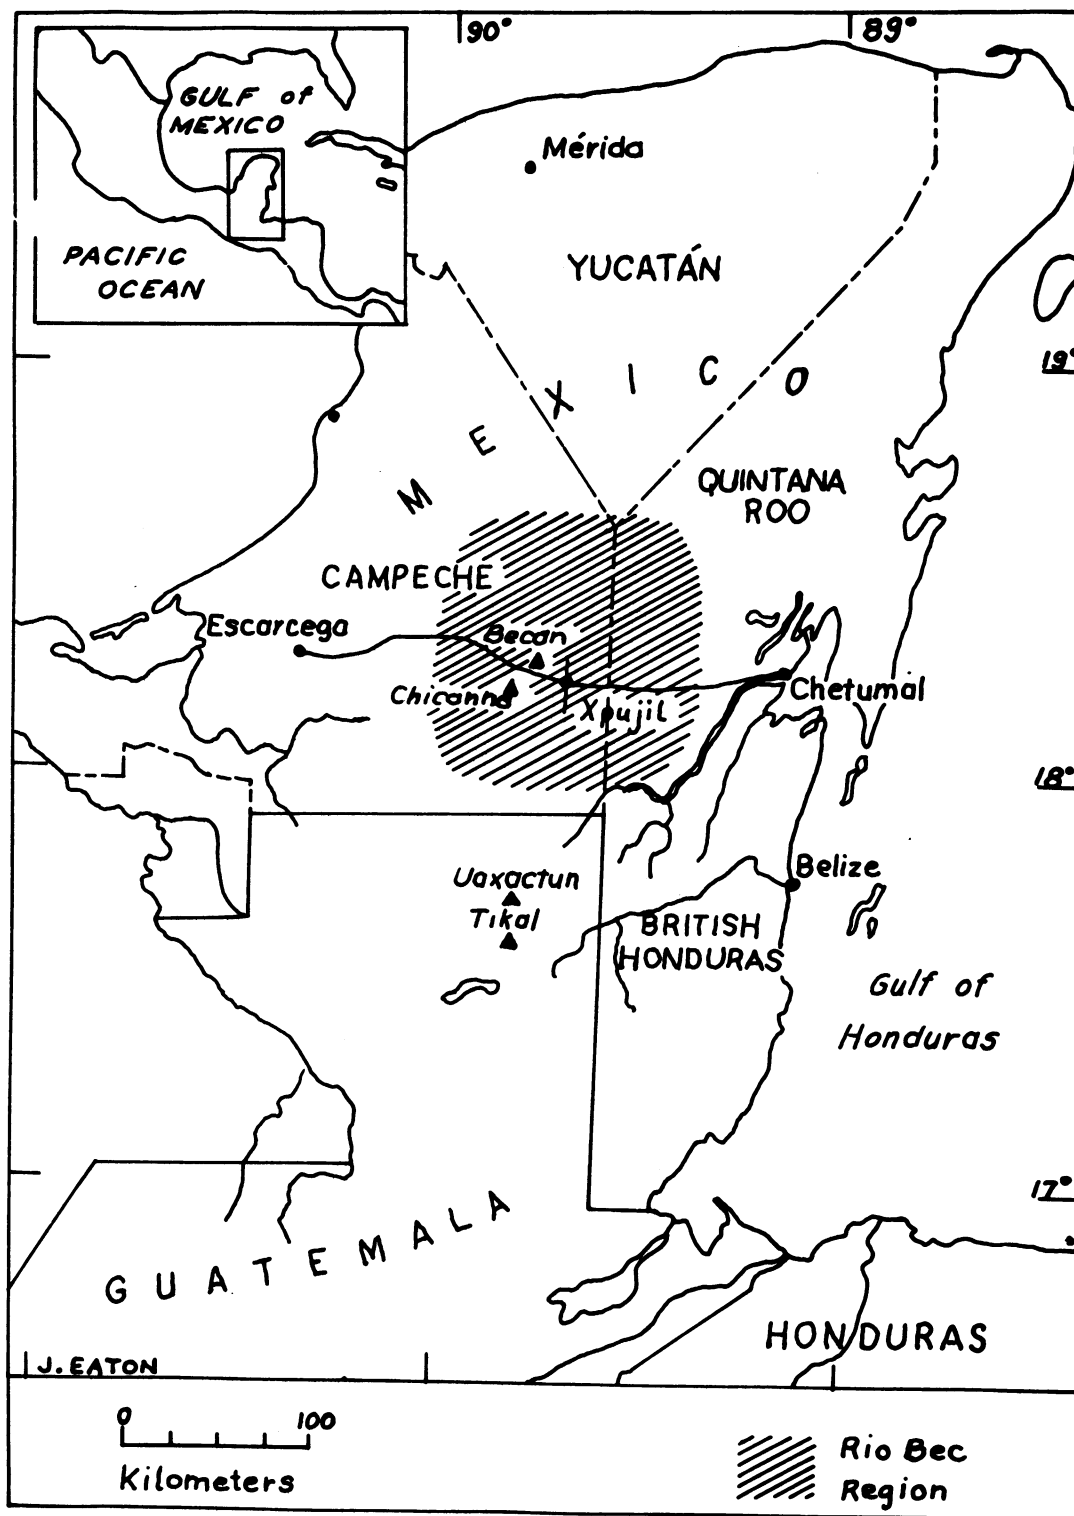 90°
89°
GULF of
MEXICO
PACIFIC
OCEAN
Mérida
YUCATÁN
19°
MEXICO
QUINTANA
ROO
CAMPECHE
Escarcega
Becan
Chicanna
Xpujil
Chetumal
18°
Uaxactun
Tikal
Belize
BRITISH
HONDURAS
Gulf of
Honduras
17°
GUATEMALA
HONDURAS
J. EATON
0 100
Kilometers
Rio Bec
Region